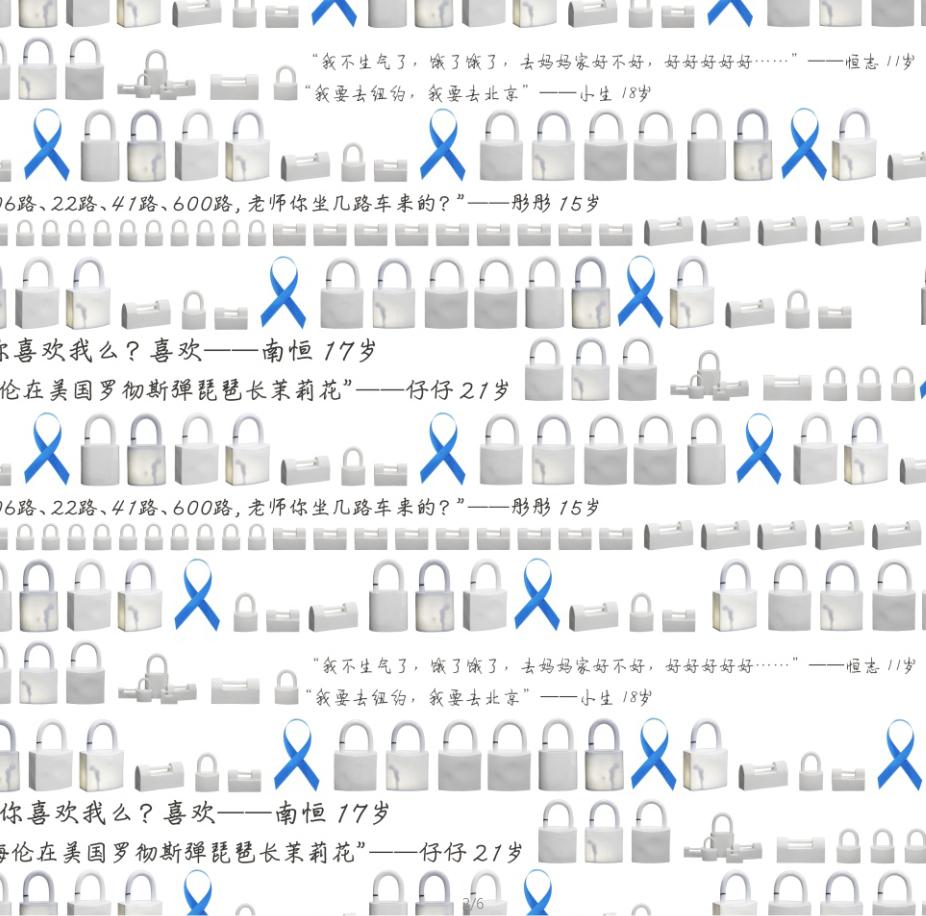 “我不生气了，饿了饿了，去妈妈家好不好，好好好好好……”——恒志 11岁
“我要去纽约，我要去北京”——小生 18岁
06路、22路、41路、600路，老师你坐几路车来的？”——彤彤 15岁
你喜欢我么？喜欢——南恒 17岁
伦在美国罗彻斯弹琵琶长茉莉花”——仔仔 21岁
06路、22路、41路、600路，老师你坐几路车来的？”——彤彤 15岁
“我不生气了，饿了饿了，去妈妈家好不好，好好好好好……”——恒志 11岁
“我要去纽约，我要去北京”——小生 18岁
你喜欢我么？喜欢——南恒 17岁
海伦在美国罗彻斯弹琵琶长茉莉花”——仔仔 21岁